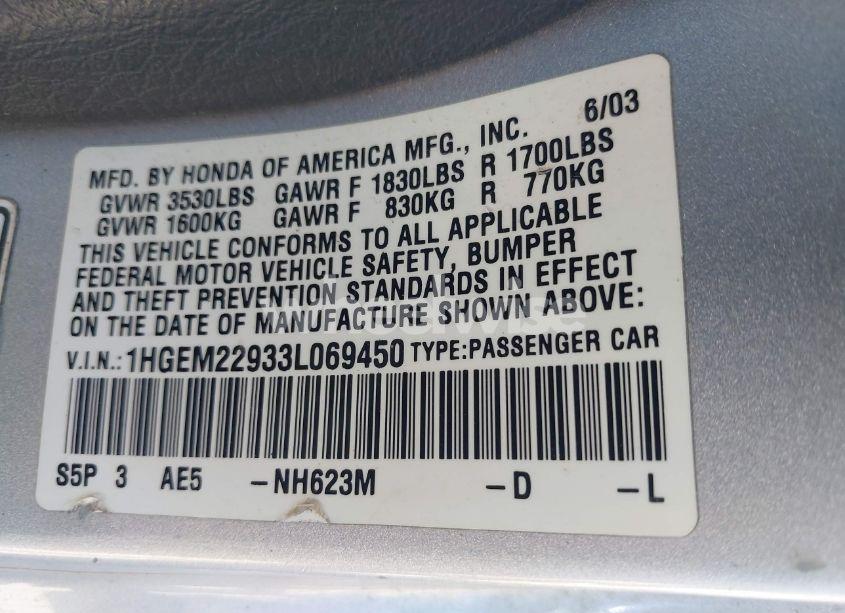 6/03
MFD. BY HONDA OF AMERICA MFG., INC.
GVWR 3530LBS GAWR F 1830LBS R 1700LBS
GVWR 1600KG GAWR F 830KG R 770KG
THIS VEHICLE CONFORMS TO ALL APPLICABLE
FEDERAL MOTOR VEHICLE SAFETY, BUMPER
AND THEFT PREVENTION STANDARDS IN EFFECT
ON THE DATE OF MANUFACTURE SHOWN ABOVE:
V.I.N.: 1HGEM22933L069450 TYPE:PASSENGER CAR
S5P 3 AE5 -NH623M -D -L